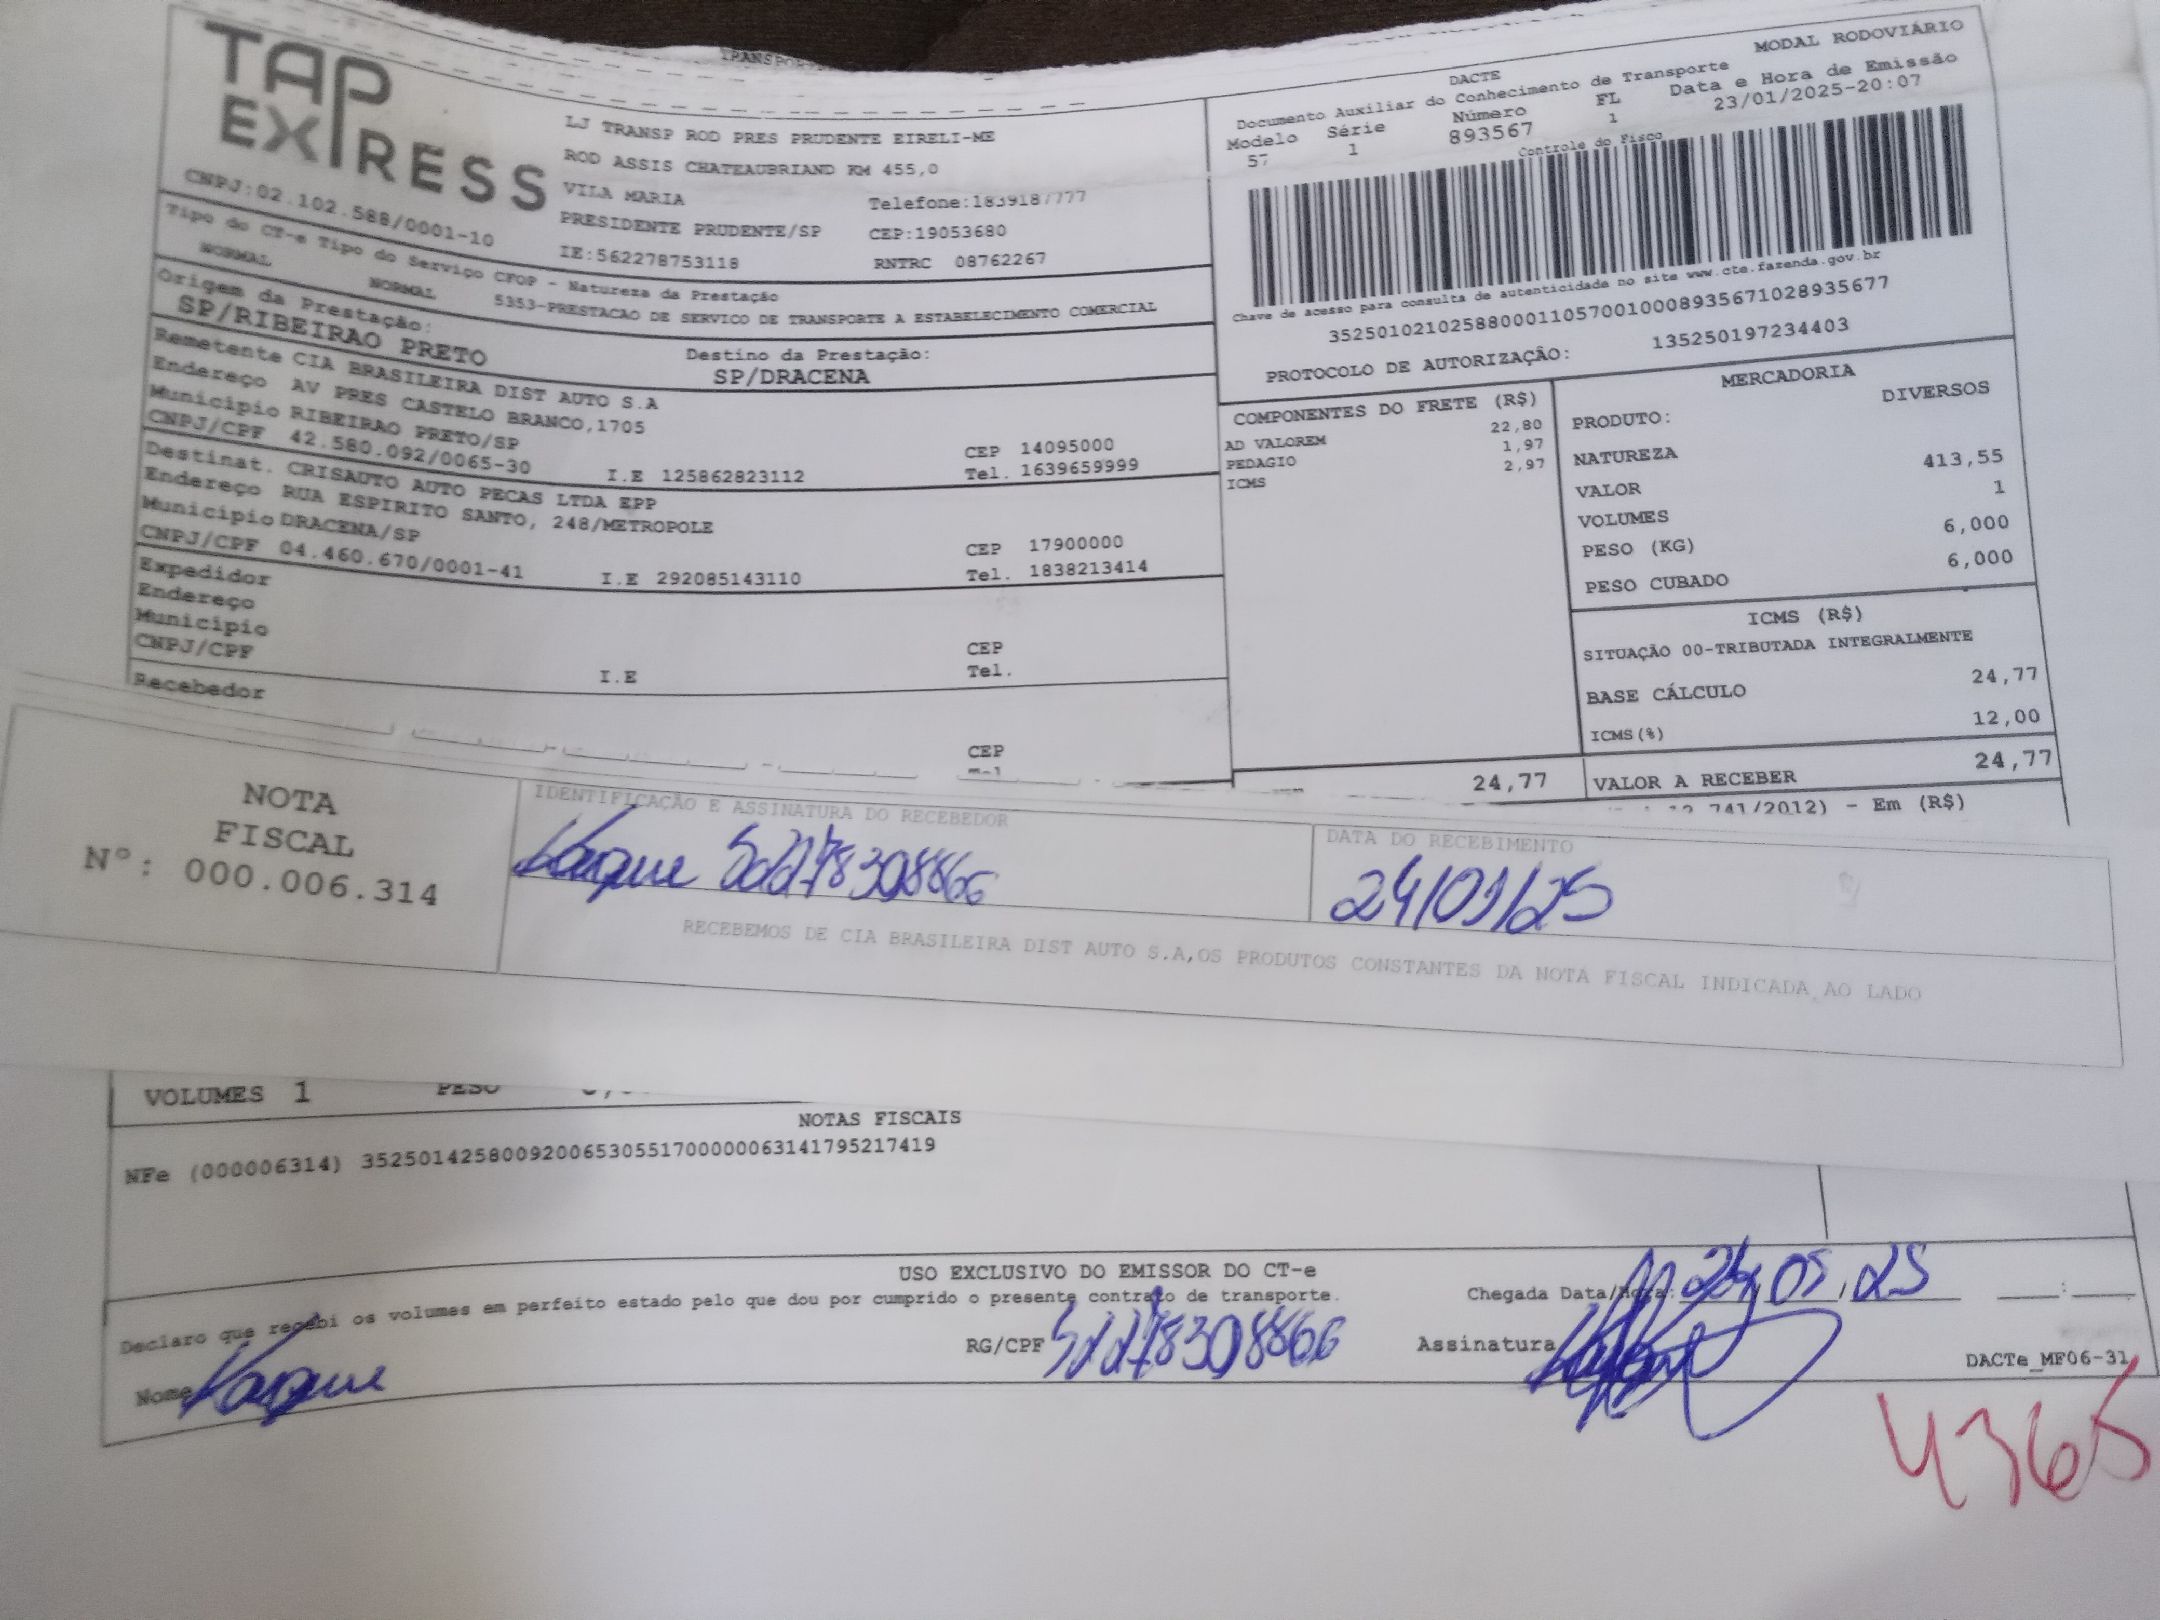 TAP
EXPRESS
CNPJ:02.102.588/0001-10
LJ TRANSP ROD PRES PRUDENTE EIRELI-ME
ROD ASSIS CHATEAUBRIAND KM 455,0
VILA MARIA Telefone:1839187777
PRESIDENTE PRUDENTE/SP CEP:19053680
IE:562278753118 RNTRC 08762267
DACTE MODAL RODOVIÁRIO
Documento Auxiliar do Conhecimento de Transporte
Modelo Série Número FL Data e Hora de Emissão
57 1 893567 1 23/01/2025-20:07
Controle do Fisco
Chave de acesso para consulta de autenticidade no site www.cte.fazenda.gov.br
35250102102588000110570010008935671028935677
PROTOCOLO DE AUTORIZAÇÃO: 135250197234403
Tipo do CT-e Tipo do Serviço CFOP - Natureza da Prestação
NORMAL NORMAL 5353-PRESTACAO DE SERVICO DE TRANSPORTE A ESTABELECIMENTO COMERCIAL
Origem da Prestação: Destino da Prestação:
SP/RIBEIRAO PRETO SP/DRACENA
Remetente CIA BRASILEIRA DIST AUTO S.A
Endereço AV PRES CASTELO BRANCO,1705
Município RIBEIRAO PRETO/SP CEP 14095000
CNPJ/CPF 42.580.092/0065-30 I.E 125862823112 Tel. 1639659999
Destinat. CRISAUTO AUTO PECAS LTDA EPP
Endereço RUA ESPIRITO SANTO, 248/METROPOLE
Município DRACENA/SP CEP 17900000
CNPJ/CPF 04.460.670/0001-41 I.E 292085143110 Tel. 1838213414
Expedidor
Endereço
Município CEP
CNPJ/CPF I.E Tel.
Recebedor
CEP
COMPONENTES DO FRETE (R$)
22,80
AD VALOREM 1,97
PEDAGIO 2,97
ICMS
24,77
MERCADORIA
PRODUTO: DIVERSOS
NATUREZA
VALOR 413,55
VOLUMES 1
PESO (KG) 6,000
PESO CUBADO 6,000
ICMS (R$)
SITUAÇÃO 00-TRIBUTADA INTEGRALMENTE
BASE CÁLCULO 24,77
ICMS(%) 12,00
VALOR A RECEBER 24,77
12.741/2012) - Em (R$)
NOTA
FISCAL
Nº: 000.006.314
IDENTIFICAÇÃO E ASSINATURA DO RECEBEDOR
DATA DO RECEBIMENTO
24/01/25
RECEBEMOS DE CIA BRASILEIRA DIST AUTO S.A,OS PRODUTOS CONSTANTES DA NOTA FISCAL INDICADA AO LADO
VOLUMES 1 PESO
NOTAS FISCAIS
NFe (000006314) 35250142580092006530551700000063141795217419
USO EXCLUSIVO DO EMISSOR DO CT-e
Declaro que recebi os volumes em perfeito estado pelo que dou por cumprido o presente contrato de transporte.
Chegada Data/Hora:
Nome
RG/CPF
Assinatura
DACTe_MF06-31
4365